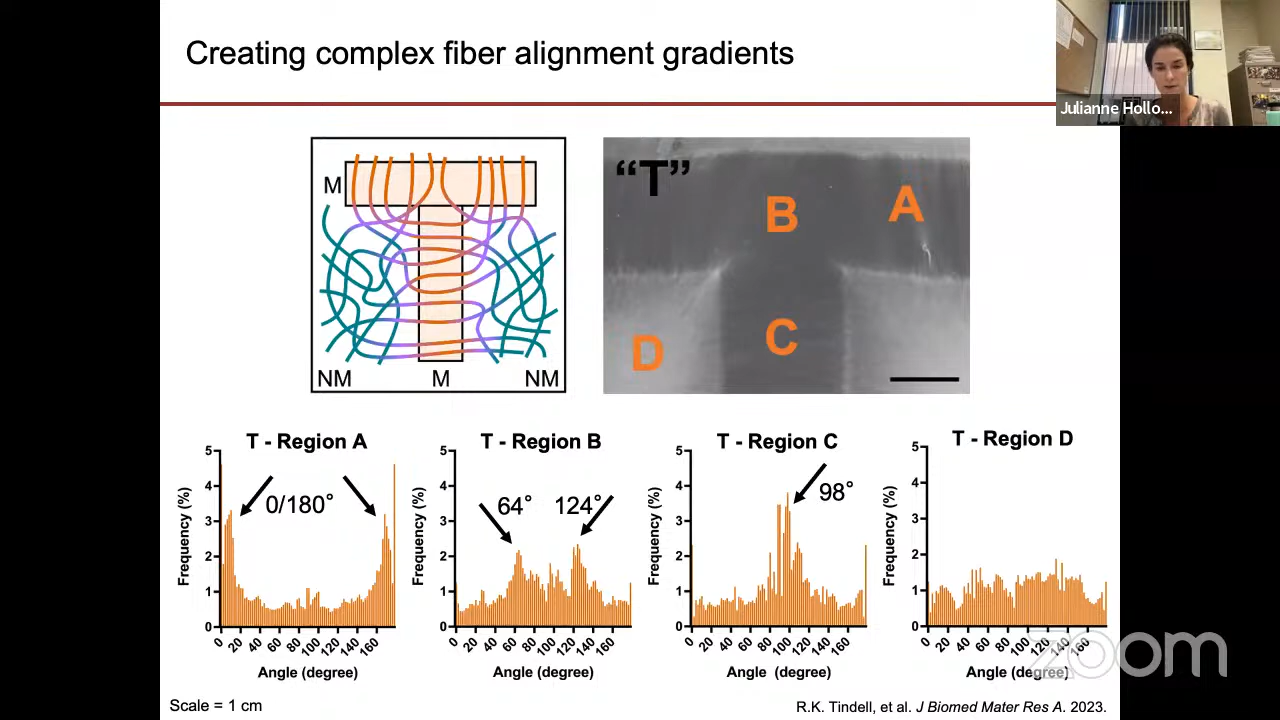 Creating complex fiber alignment gradients
Julianne Hollo...
M
NM
M
NM
“T”
B
A
C
D
T - Region A
5
4
3
2
1
0
Frequency (%)
0/180°
0 20 40 60 80 100 120 140 160
Angle (degree)
T - Region B
5
4
3
2
1
0
Frequency (%)
64°
124°
0 20 40 60 80 100 120 140 160
Angle (degree)
T - Region C
5
4
3
2
1
0
Frequency (%)
98°
0 20 40 60 80 100 120 140 160
Angle (degree)
T - Region D
5
4
3
2
1
0
Frequency (%)
0 20 40 60 80 100 120 140 160
Angle (degree)
zoom
Scale = 1 cm
R.K. Tindell, et al. J Biomed Mater Res A. 2023.